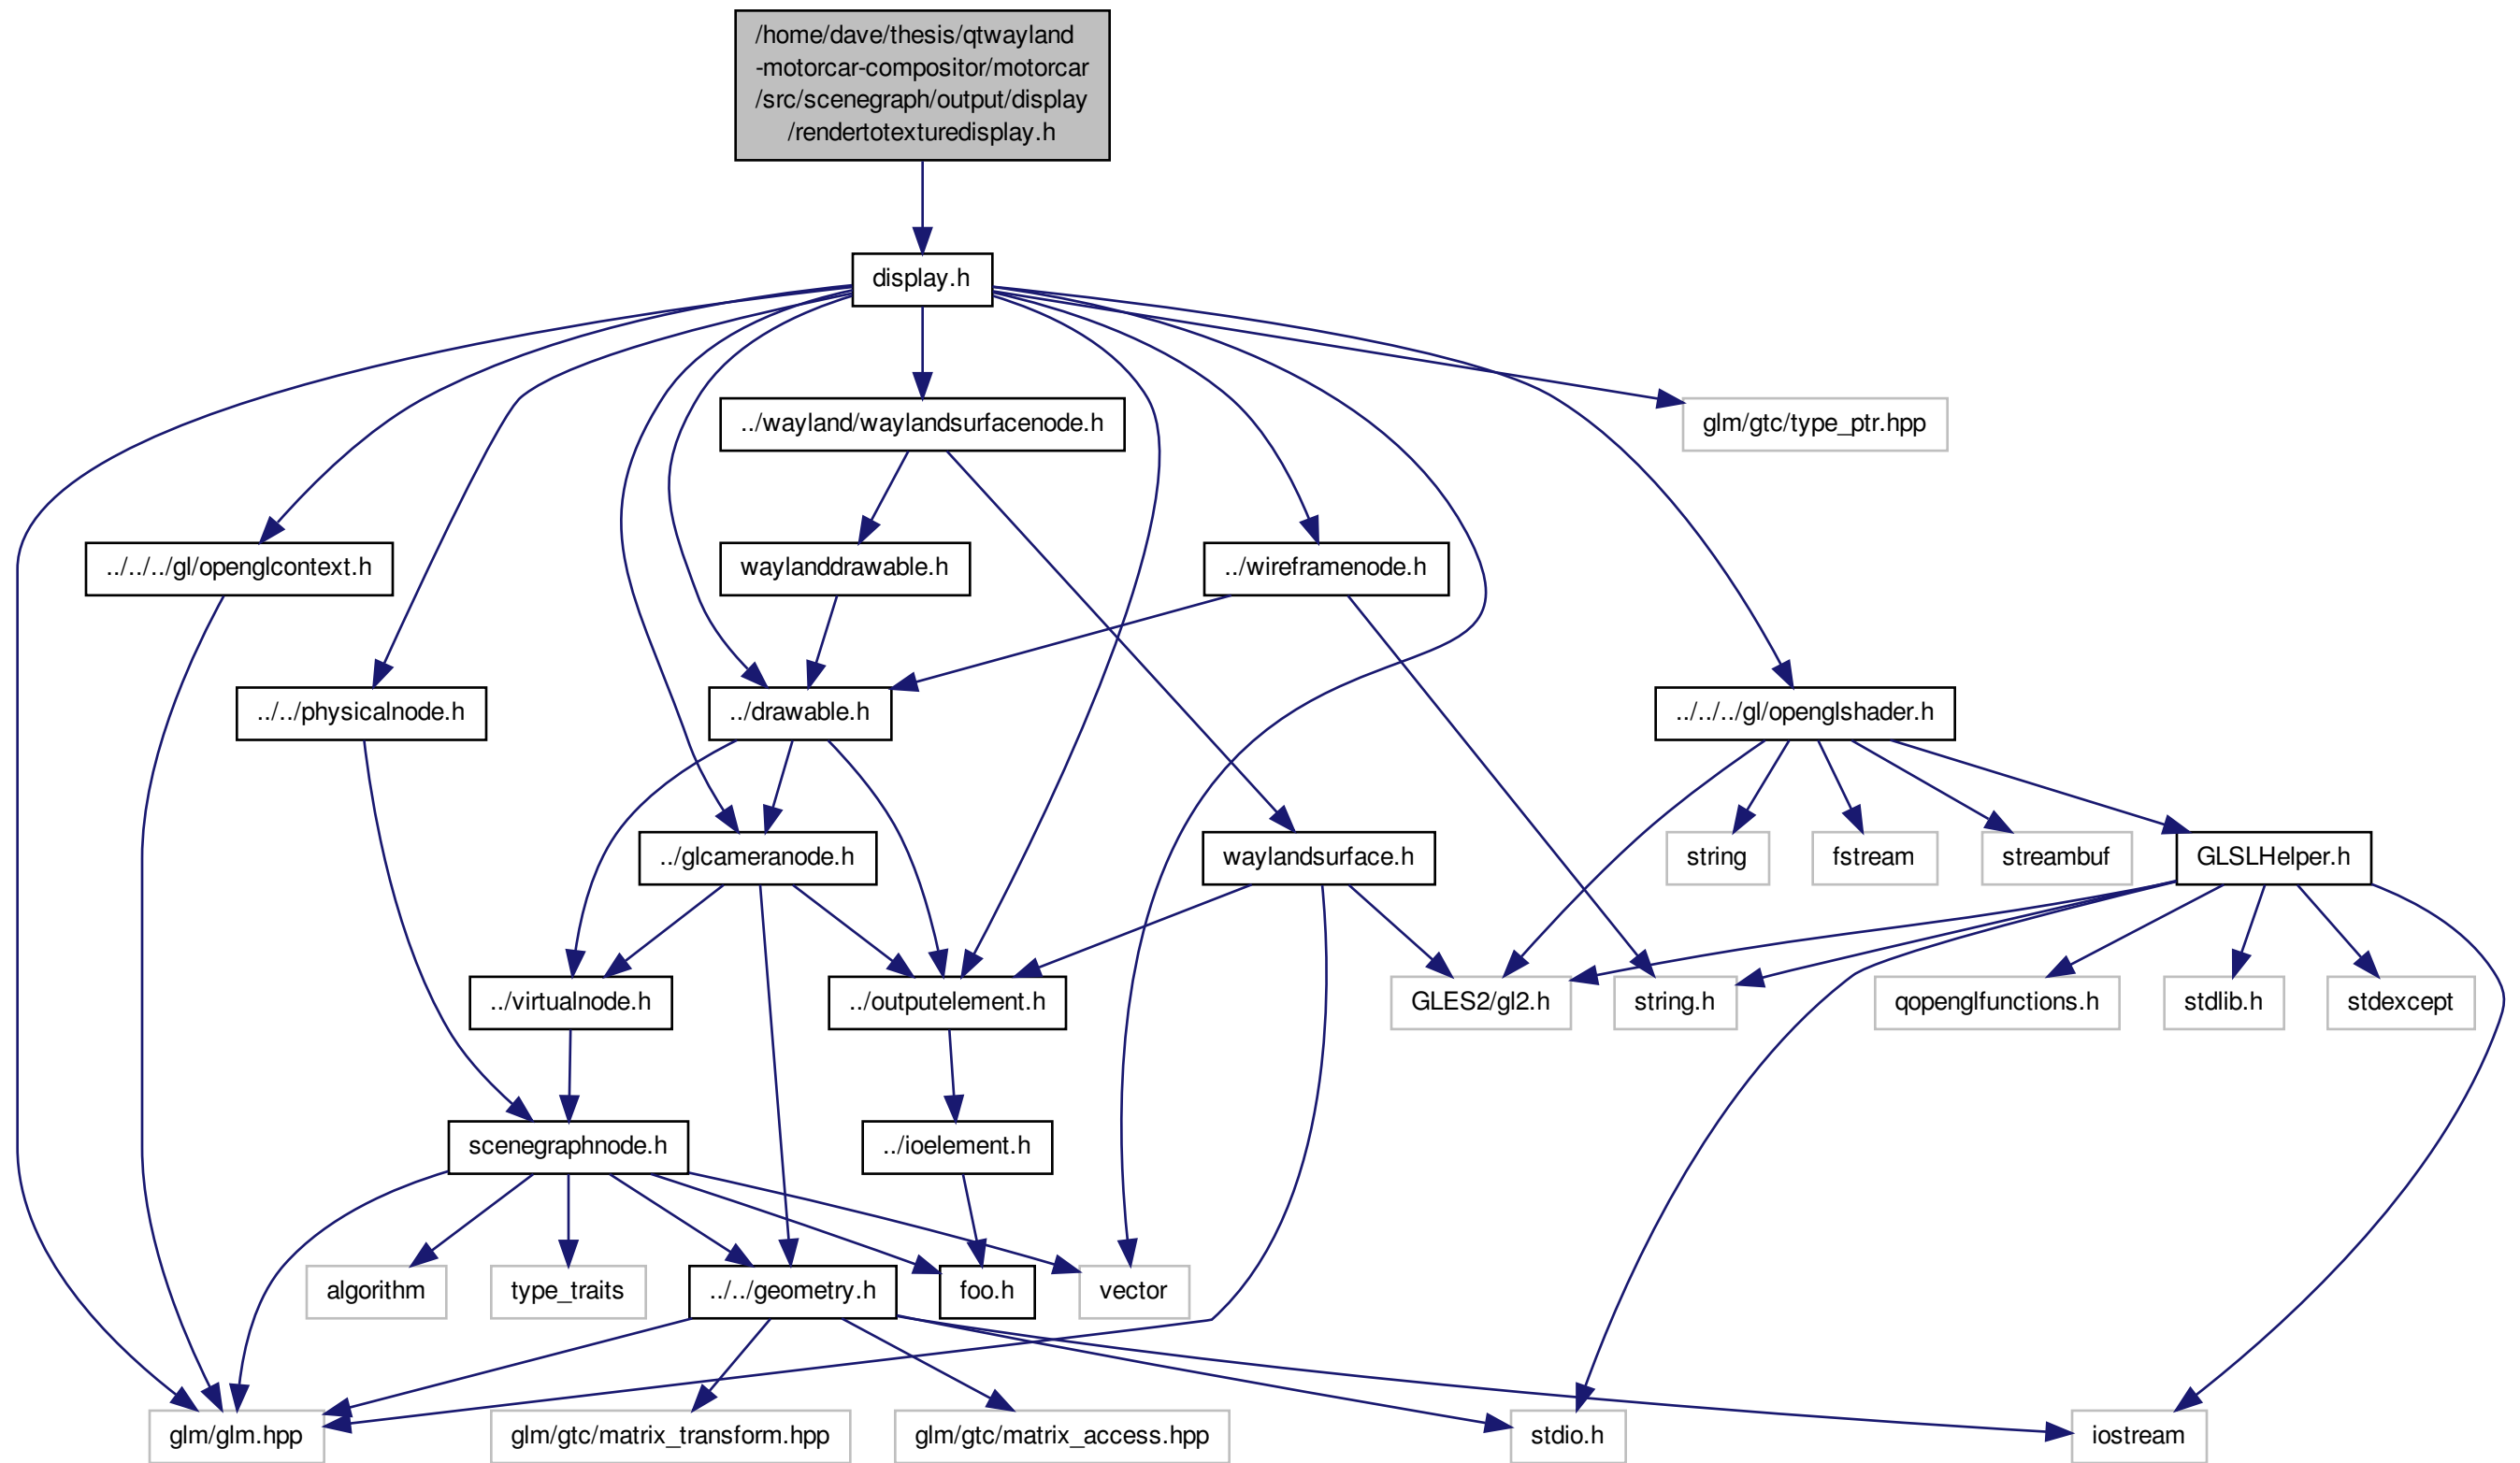 /home/dave/thesis/qtwayland
-motorcar-compositor/motorcar
/src/scenegraph/output/display
/rendertotexturedisplay.h
display.h
../wayland/waylandsurfacenode.h
glm/gtc/type_ptr.hpp
../../../gl/openglcontext.h
waylanddrawable.h
../wireframenode.h
../../physicalnode.h
../drawable.h
../../../gl/openglshader.h
../glcameranode.h
waylandsurface.h
string
fstream
streambuf
GLSLHelper.h
../virtualnode.h
../outputelement.h
GLES2/gl2.h
string.h
qopenglfunctions.h
stdlib.h
stdexcept
scenegraphnode.h
../ioelement.h
algorithm
type_traits
../../geometry.h
foo.h
vector
glm/glm.hpp
glm/gtc/matrix_transform.hpp
glm/gtc/matrix_access.hpp
stdio.h
iostream